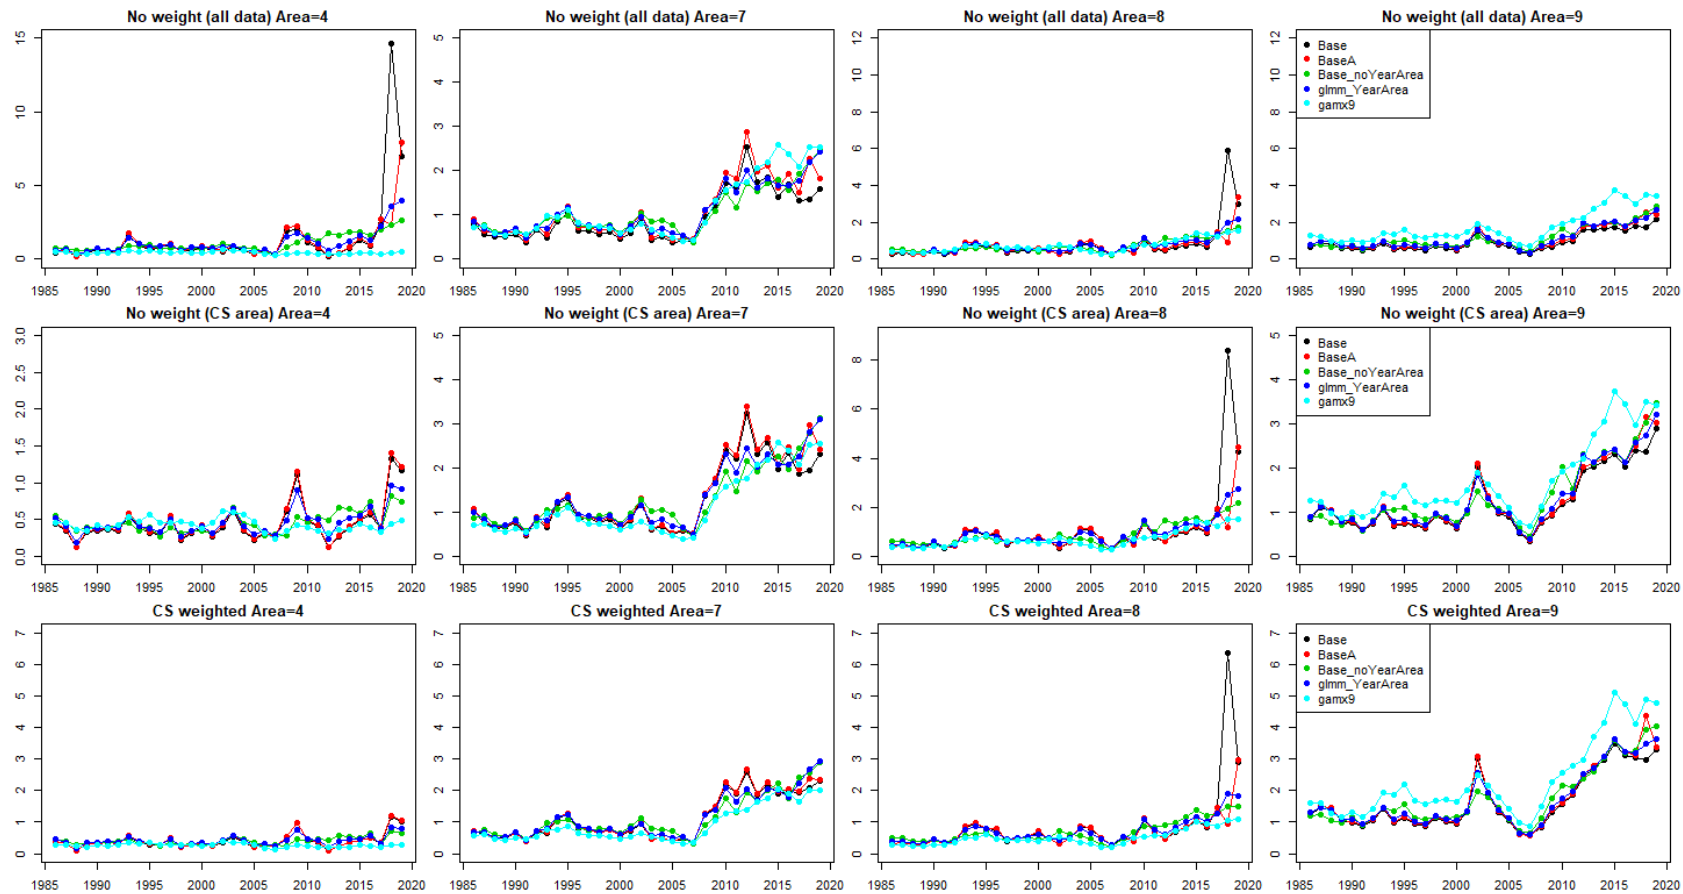 No weight (all data) Area=4
No weight (all data) Area=7
No weight (all data) Area=8
No weight (all data) Area=9
15
10
5
0
5
4
3
2
1
0
12
10
8
6
4
2
0
12
10
8
6
4
2
0
Base
BaseA
Base_noYearArea
glmm_YearArea
gamx9
1985 1990 1995 2000 2005 2010 2015 2020
1985 1990 1995 2000 2005 2010 2015 2020
1985 1990 1995 2000 2005 2010 2015 2020
1985 1990 1995 2000 2005 2010 2015 2020
No weight (CS area) Area=4
No weight (CS area) Area=7
No weight (CS area) Area=8
No weight (CS area) Area=9
3.0
2.5
2.0
1.5
1.0
0.5
0.0
5
4
3
2
1
0
8
6
4
2
0
5
4
3
2
1
0
Base
BaseA
Base_noYearArea
glmm_YearArea
gamx9
1985 1990 1995 2000 2005 2010 2015 2020
1985 1990 1995 2000 2005 2010 2015 2020
1985 1990 1995 2000 2005 2010 2015 2020
1985 1990 1995 2000 2005 2010 2015 2020
CS weighted Area=4
CS weighted Area=7
CS weighted Area=8
CS weighted Area=9
7
6
5
4
3
2
1
0
7
6
5
4
3
2
1
0
7
6
5
4
3
2
1
0
7
6
5
4
3
2
1
0
Base
BaseA
Base_noYearArea
glmm_YearArea
gamx9
1985 1990 1995 2000 2005 2010 2015 2020
1985 1990 1995 2000 2005 2010 2015 2020
1985 1990 1995 2000 2005 2010 2015 2020
1985 1990 1995 2000 2005 2010 2015 2020